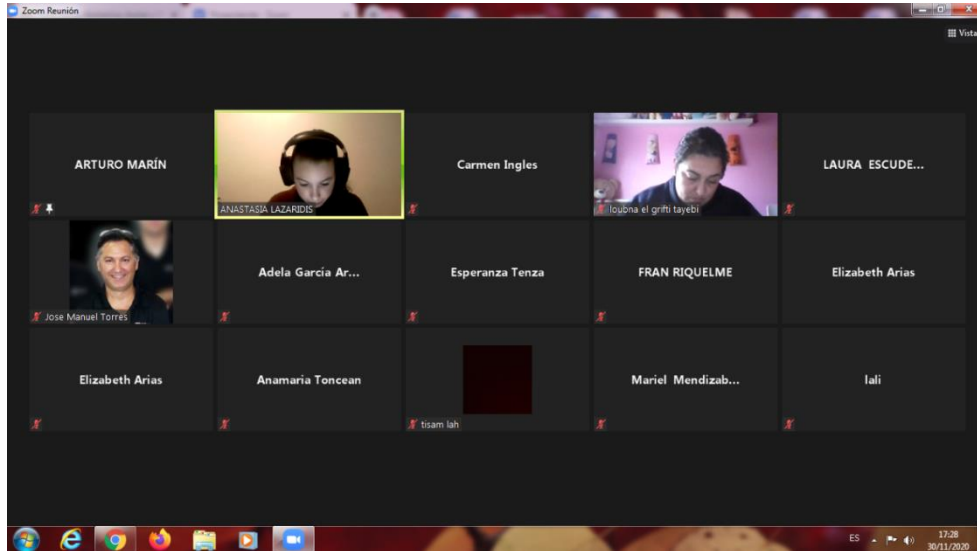 Zoom Reunión
Vista
ARTURO MARÍN
ANASTASIA LAZARIDIS
Carmen Ingles
loubna el grifti tayebi
LAURA ESCUDE...
Jose Manuel Torres
Adela García Ar...
Esperanza Tenza
FRAN RIQUELME
Elizabeth Arias
Elizabeth Arias
Anamaria Toncean
tisam lah
Mariel Mendizab...
lali
ES
17:28
30/11/2020